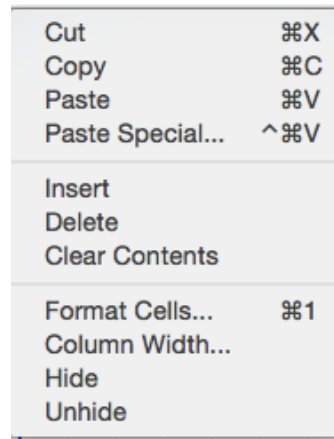 Cut ⌘X
Copy ⌘C
Paste ⌘V
Paste Special... ^⌘V
Insert
Delete
Clear Contents
Format Cells... ⌘1
Column Width...
Hide
Unhide